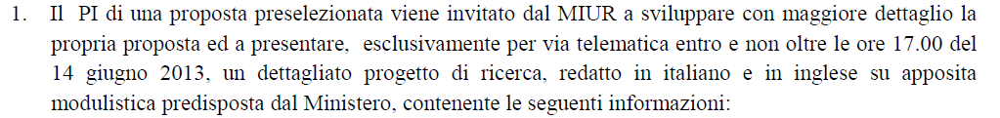 1. Il PI di una proposta preselezionata viene invitato dal MIUR a sviluppare con maggiore dettaglio la
propria proposta ed a presentare, esclusivamente per via telematica entro e non oltre le ore 17.00 del
14 giugno 2013, un dettagliato progetto di ricerca, redatto in italiano e in inglese su apposita
modulistica predisposta dal Ministero, contenente le seguenti informazioni: